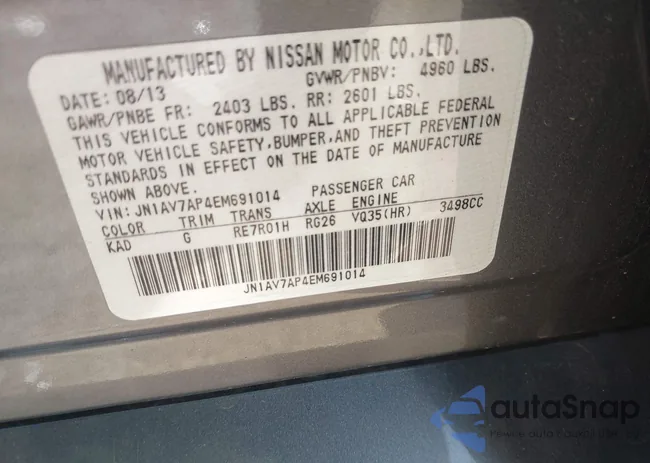 MANUFACTURED BY NISSAN MOTOR CO.,LTD.
DATE: 08/13 GVWR/PNBV: 4960 LBS.
GAWR/PNBE FR: 2403 LBS. RR: 2601 LBS.
THIS VEHICLE CONFORMS TO ALL APPLICABLE FEDERAL
MOTOR VEHICLE SAFETY,BUMPER,AND THEFT PREVENTION
STANDARDS IN EFFECT ON THE DATE OF MANUFACTURE
SHOWN ABOVE.
VIN: JN1AV7AP4EM691014 PASSENGER CAR
COLOR TRIM TRANS AXLE ENGINE
KAD G RE7R01H RG26 VQ35(HR) 3498CC
JN1AV7AP4EM691014
autaSnap